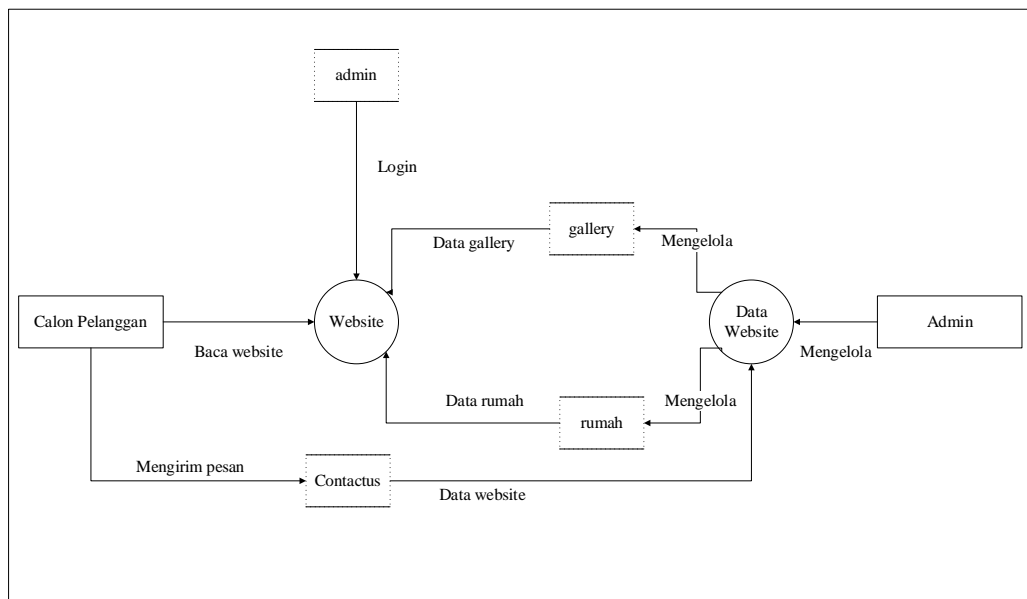 admin
Login
gallery
Data gallery
Mengelola
Calon Pelanggan
Website
Data
Website
Admin
Baca website
Mengelola
Data rumah
Mengelola
rumah
Mengirim pesan
Contactus
Data website